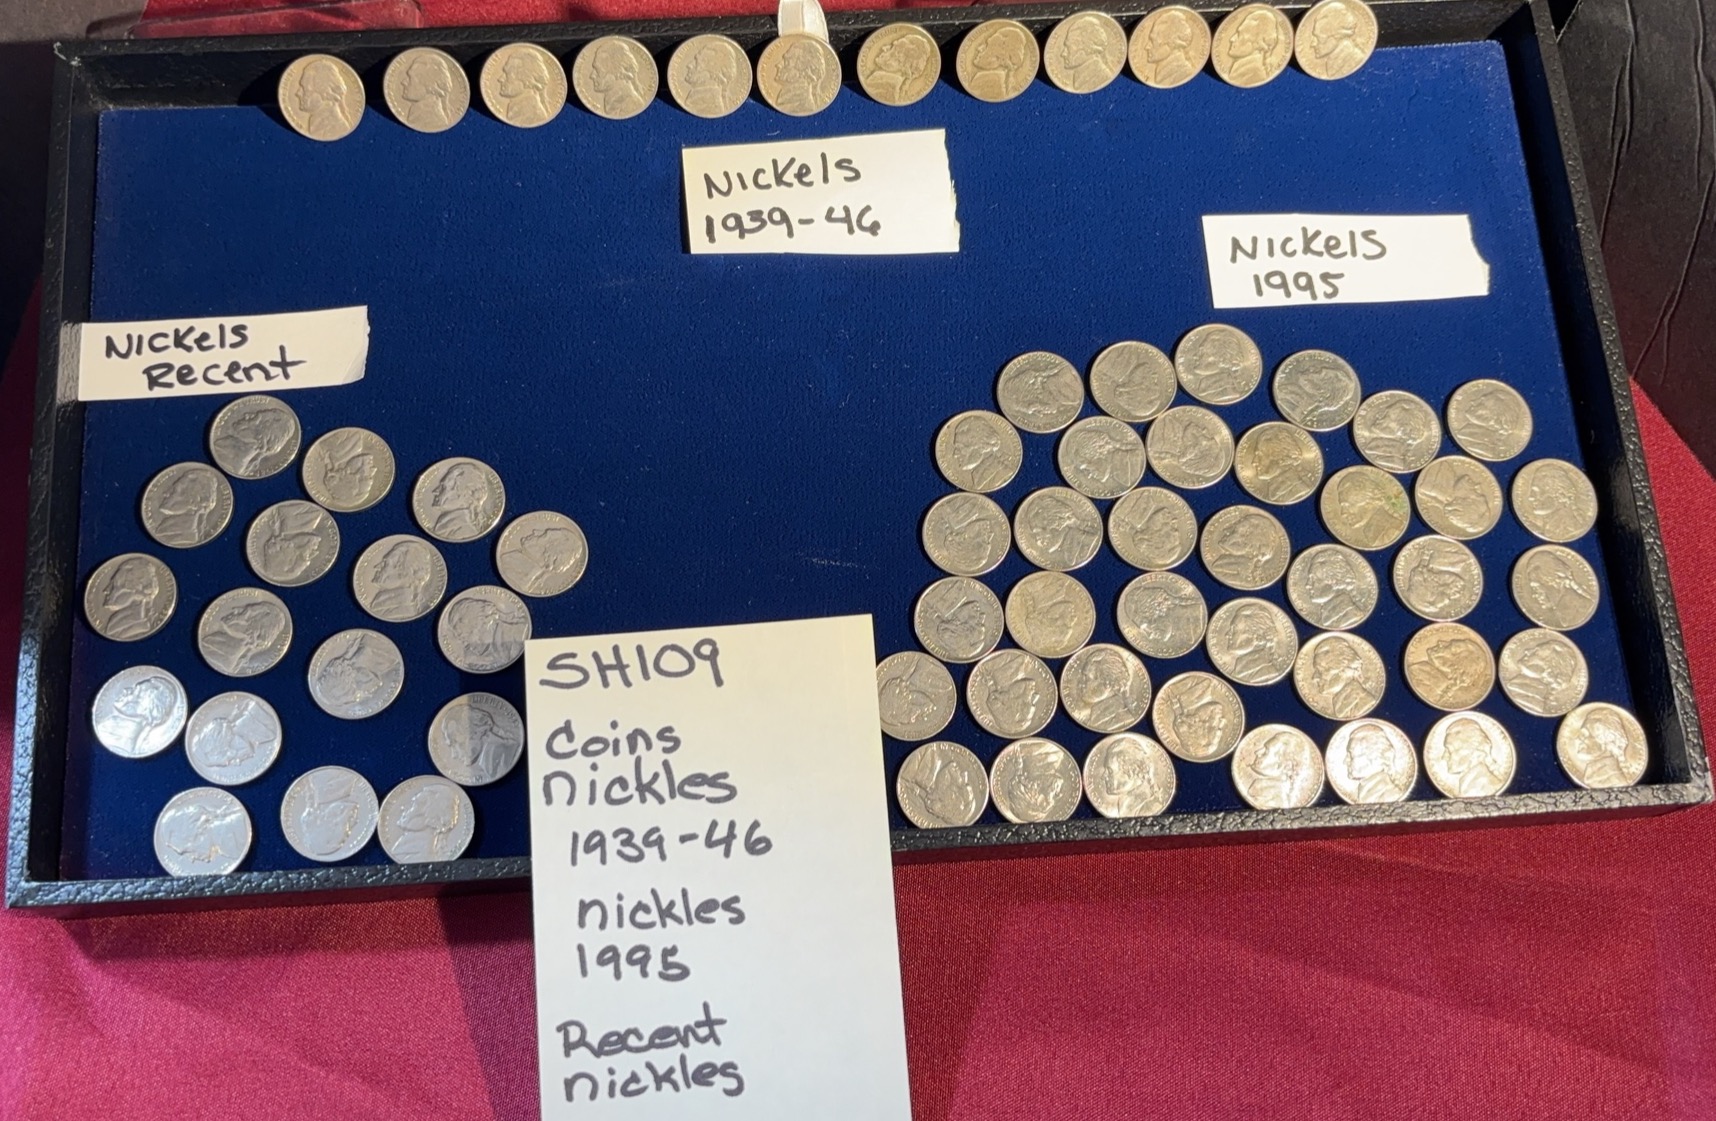 Nickels
1939-46
Nickels
1995
Nickels
Recent
SH109
Coins
nickles
1939-46
nickles
1995
Recent
nickles